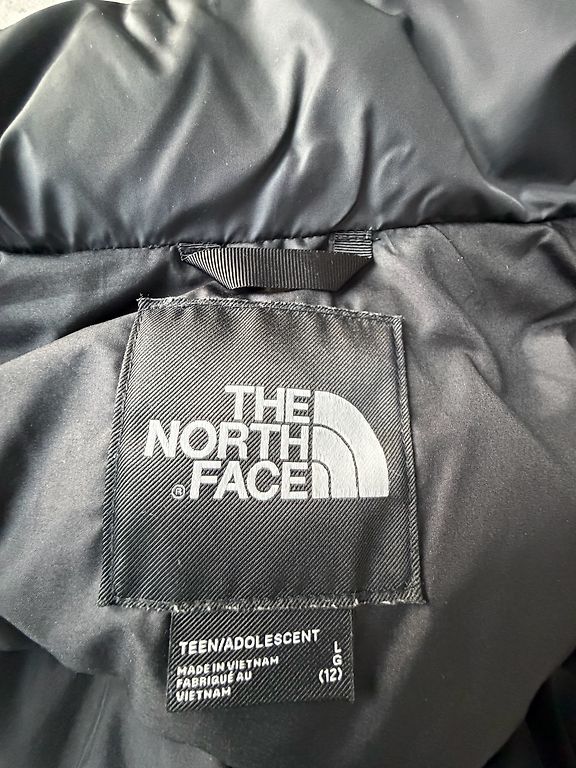 THE
NORTH
® FACE
TEEN/ADOLESCENT
MADE IN VIETNAM
FABRIQUÉ AU
VIETNAM
L
G
(12)